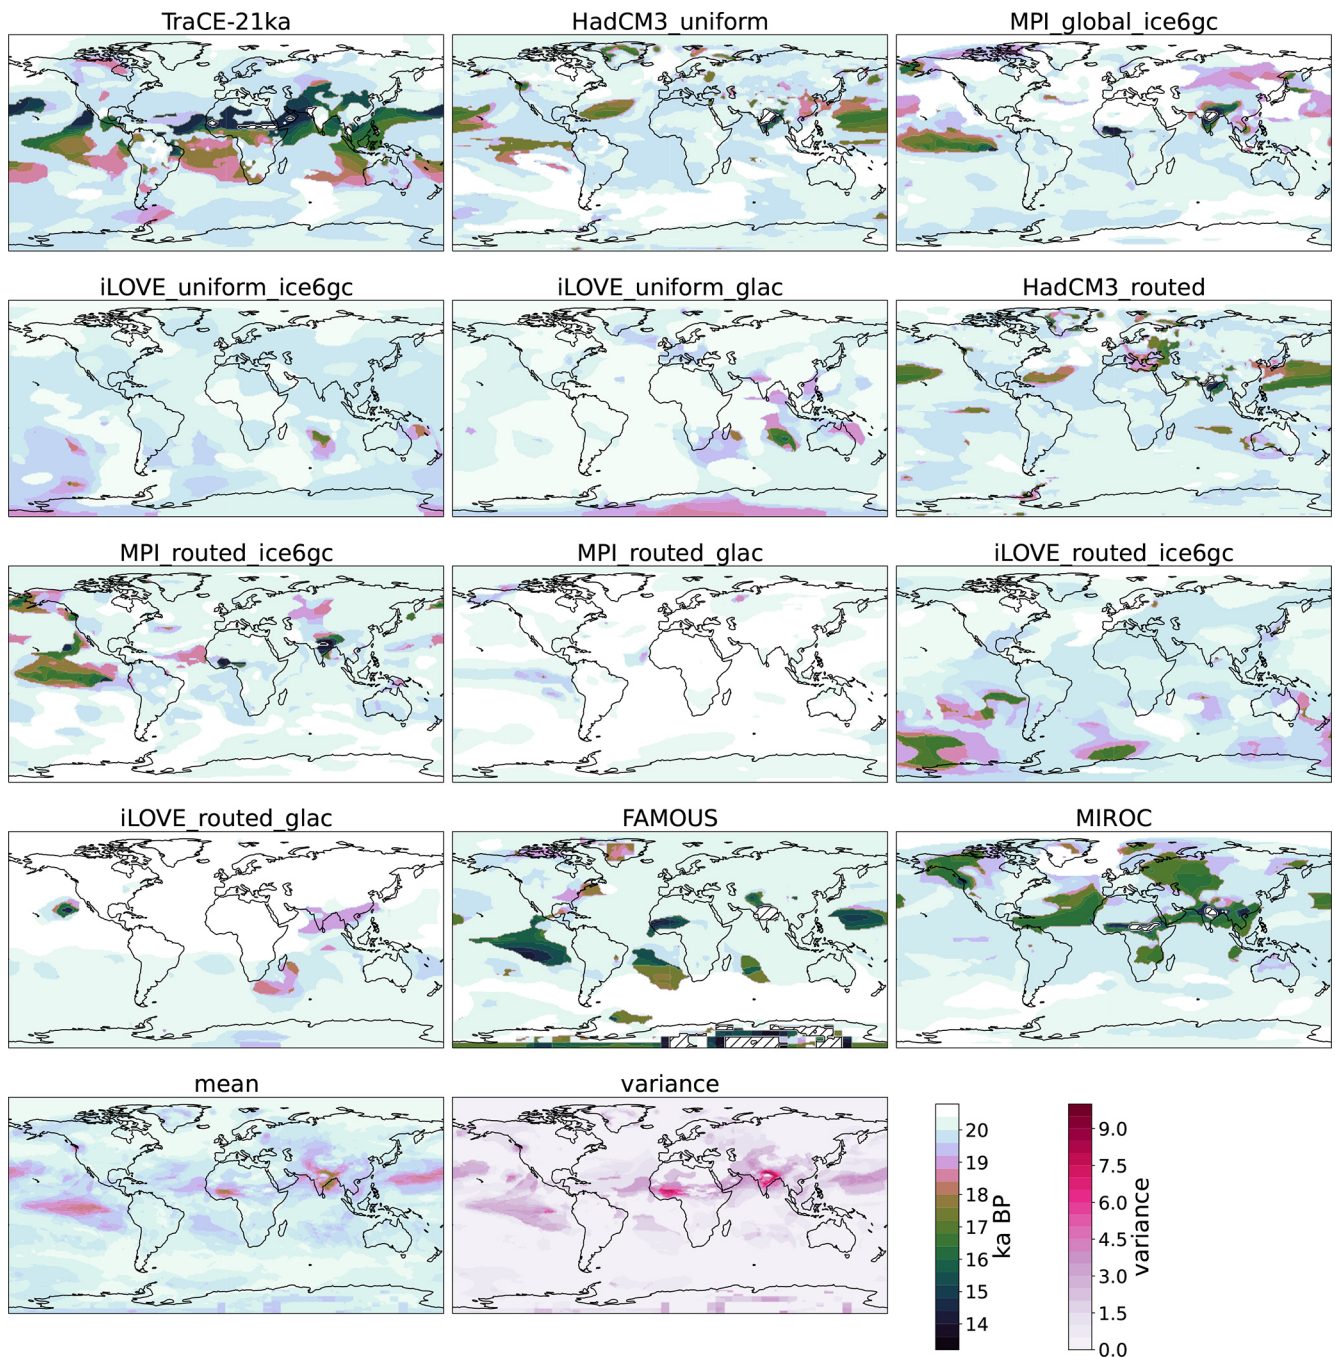 TraCE-21ka
HadCM3_uniform
MPI_global_ice6gc
iLOVE_uniform_ice6gc
iLOVE_uniform_glac
HadCM3_routed
MPI_routed_ice6gc
MPI_routed_glac
iLOVE_routed_ice6gc
iLOVE_routed_glac
FAMOUS
MIROC
mean
variance
20
19
18
17
16
15
14
ka BP
9.0
7.5
6.0
4.5
3.0
1.5
0.0
variance